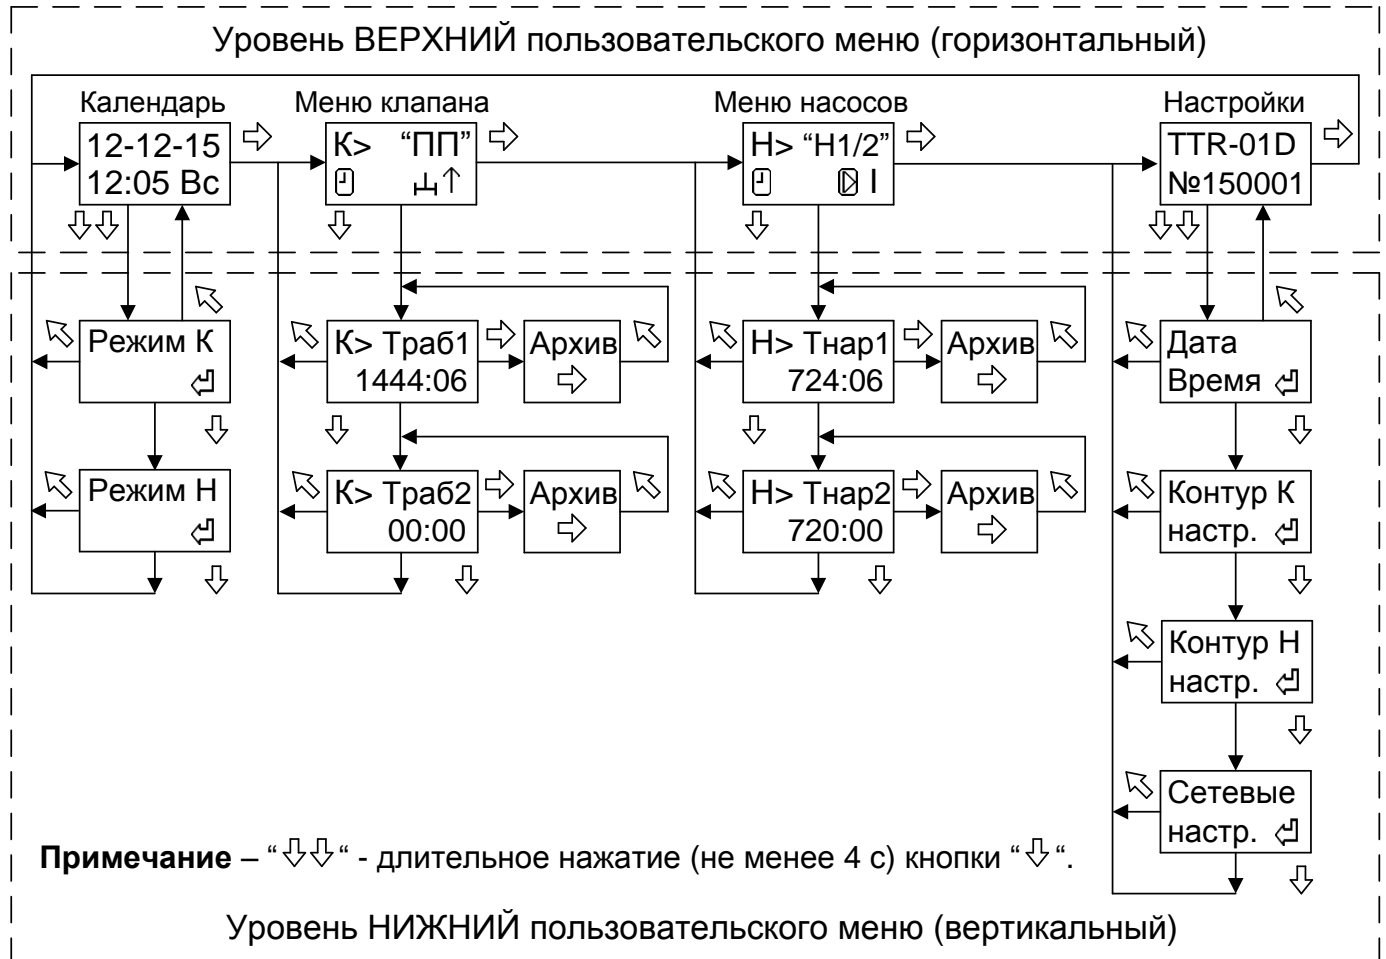 Уровень ВЕРХНИЙ пользовательского меню (горизонтальный)
Календарь
Меню клапана
Меню насосов
Настройки
12-12-15
12:05 Вс
К> “ПП”
Н> “Н1/2”
I
TTR-01D
№150001
Режим К
К> Траб1
1444:06
Архив
Н> Тнар1
724:06
Архив
Дата
Время
Режим Н
К> Траб2
00:00
Архив
Н> Тнар2
720:00
Архив
Контур К
настр.
Контур Н
настр.
Сетевые
настр.
Примечание – “⇩⇩“ - длительное нажатие (не менее 4 с) кнопки “⇩“.
Уровень НИЖНИЙ пользовательского меню (вертикальный)